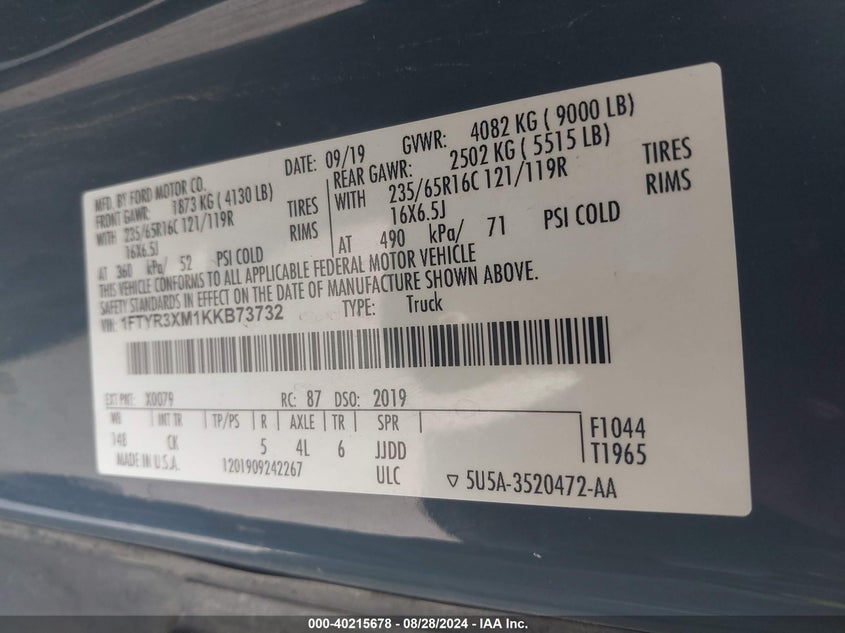 MFD. BY FORD MOTOR CO. DATE: 09/19 GVWR: 4082 KG ( 9000 LB)
FRONT GAWR: 1873 KG ( 4130 LB) REAR GAWR: 2502 KG ( 5515 LB)
WITH 235/65R16C 121/119R TIRES WITH 235/65R16C 121/119R TIRES
16X6.5J RIMS 16X6.5J RIMS
AT 360 kPa/ 52 PSI COLD AT 490 kPa/ 71 PSI COLD
THIS VEHICLE CONFORMS TO ALL APPLICABLE FEDERAL MOTOR VEHICLE
SAFETY STANDARDS IN EFFECT ON THE DATE OF MANUFACTURE SHOWN ABOVE.
VIN: 1FTYR3XM1KKB73732 TYPE: Truck
EXT PNT: X0079 RC: 87 DSO: 2019
WB INT TR TP/PS R AXLE TR SPR
148 CK 5 4L 6 JJDD
F1044
T1965
MADE IN U.S.A. 1201909242267 ULC ▽ 5U5A-3520472-AA
000-40215678 - 08/28/2024 - IAA Inc.